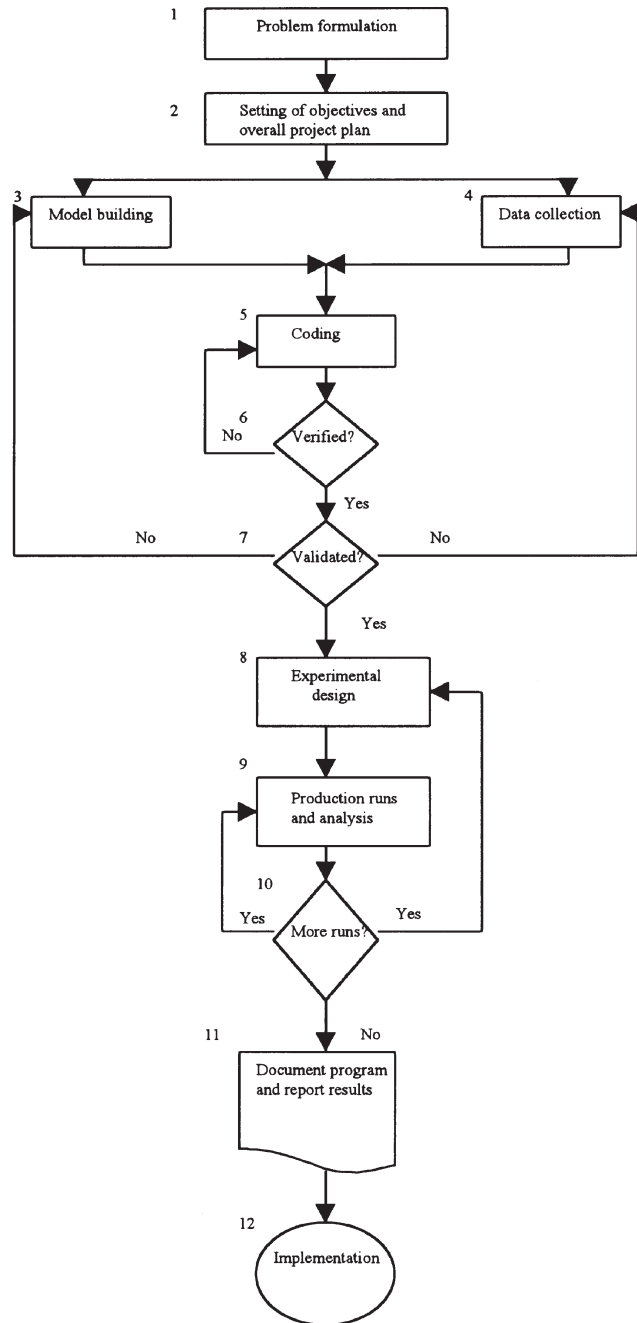 1
Problem formulation
2
Setting of objectives and
overall project plan
3
Model building
4
Data collection
5
Coding
6
No
Verified?
Yes
No
7
Validated?
No
Yes
8
Experimental
design
9
Production runs
and analysis
10
Yes
More runs?
Yes
No
11
Document program
and report results
12
Implementation